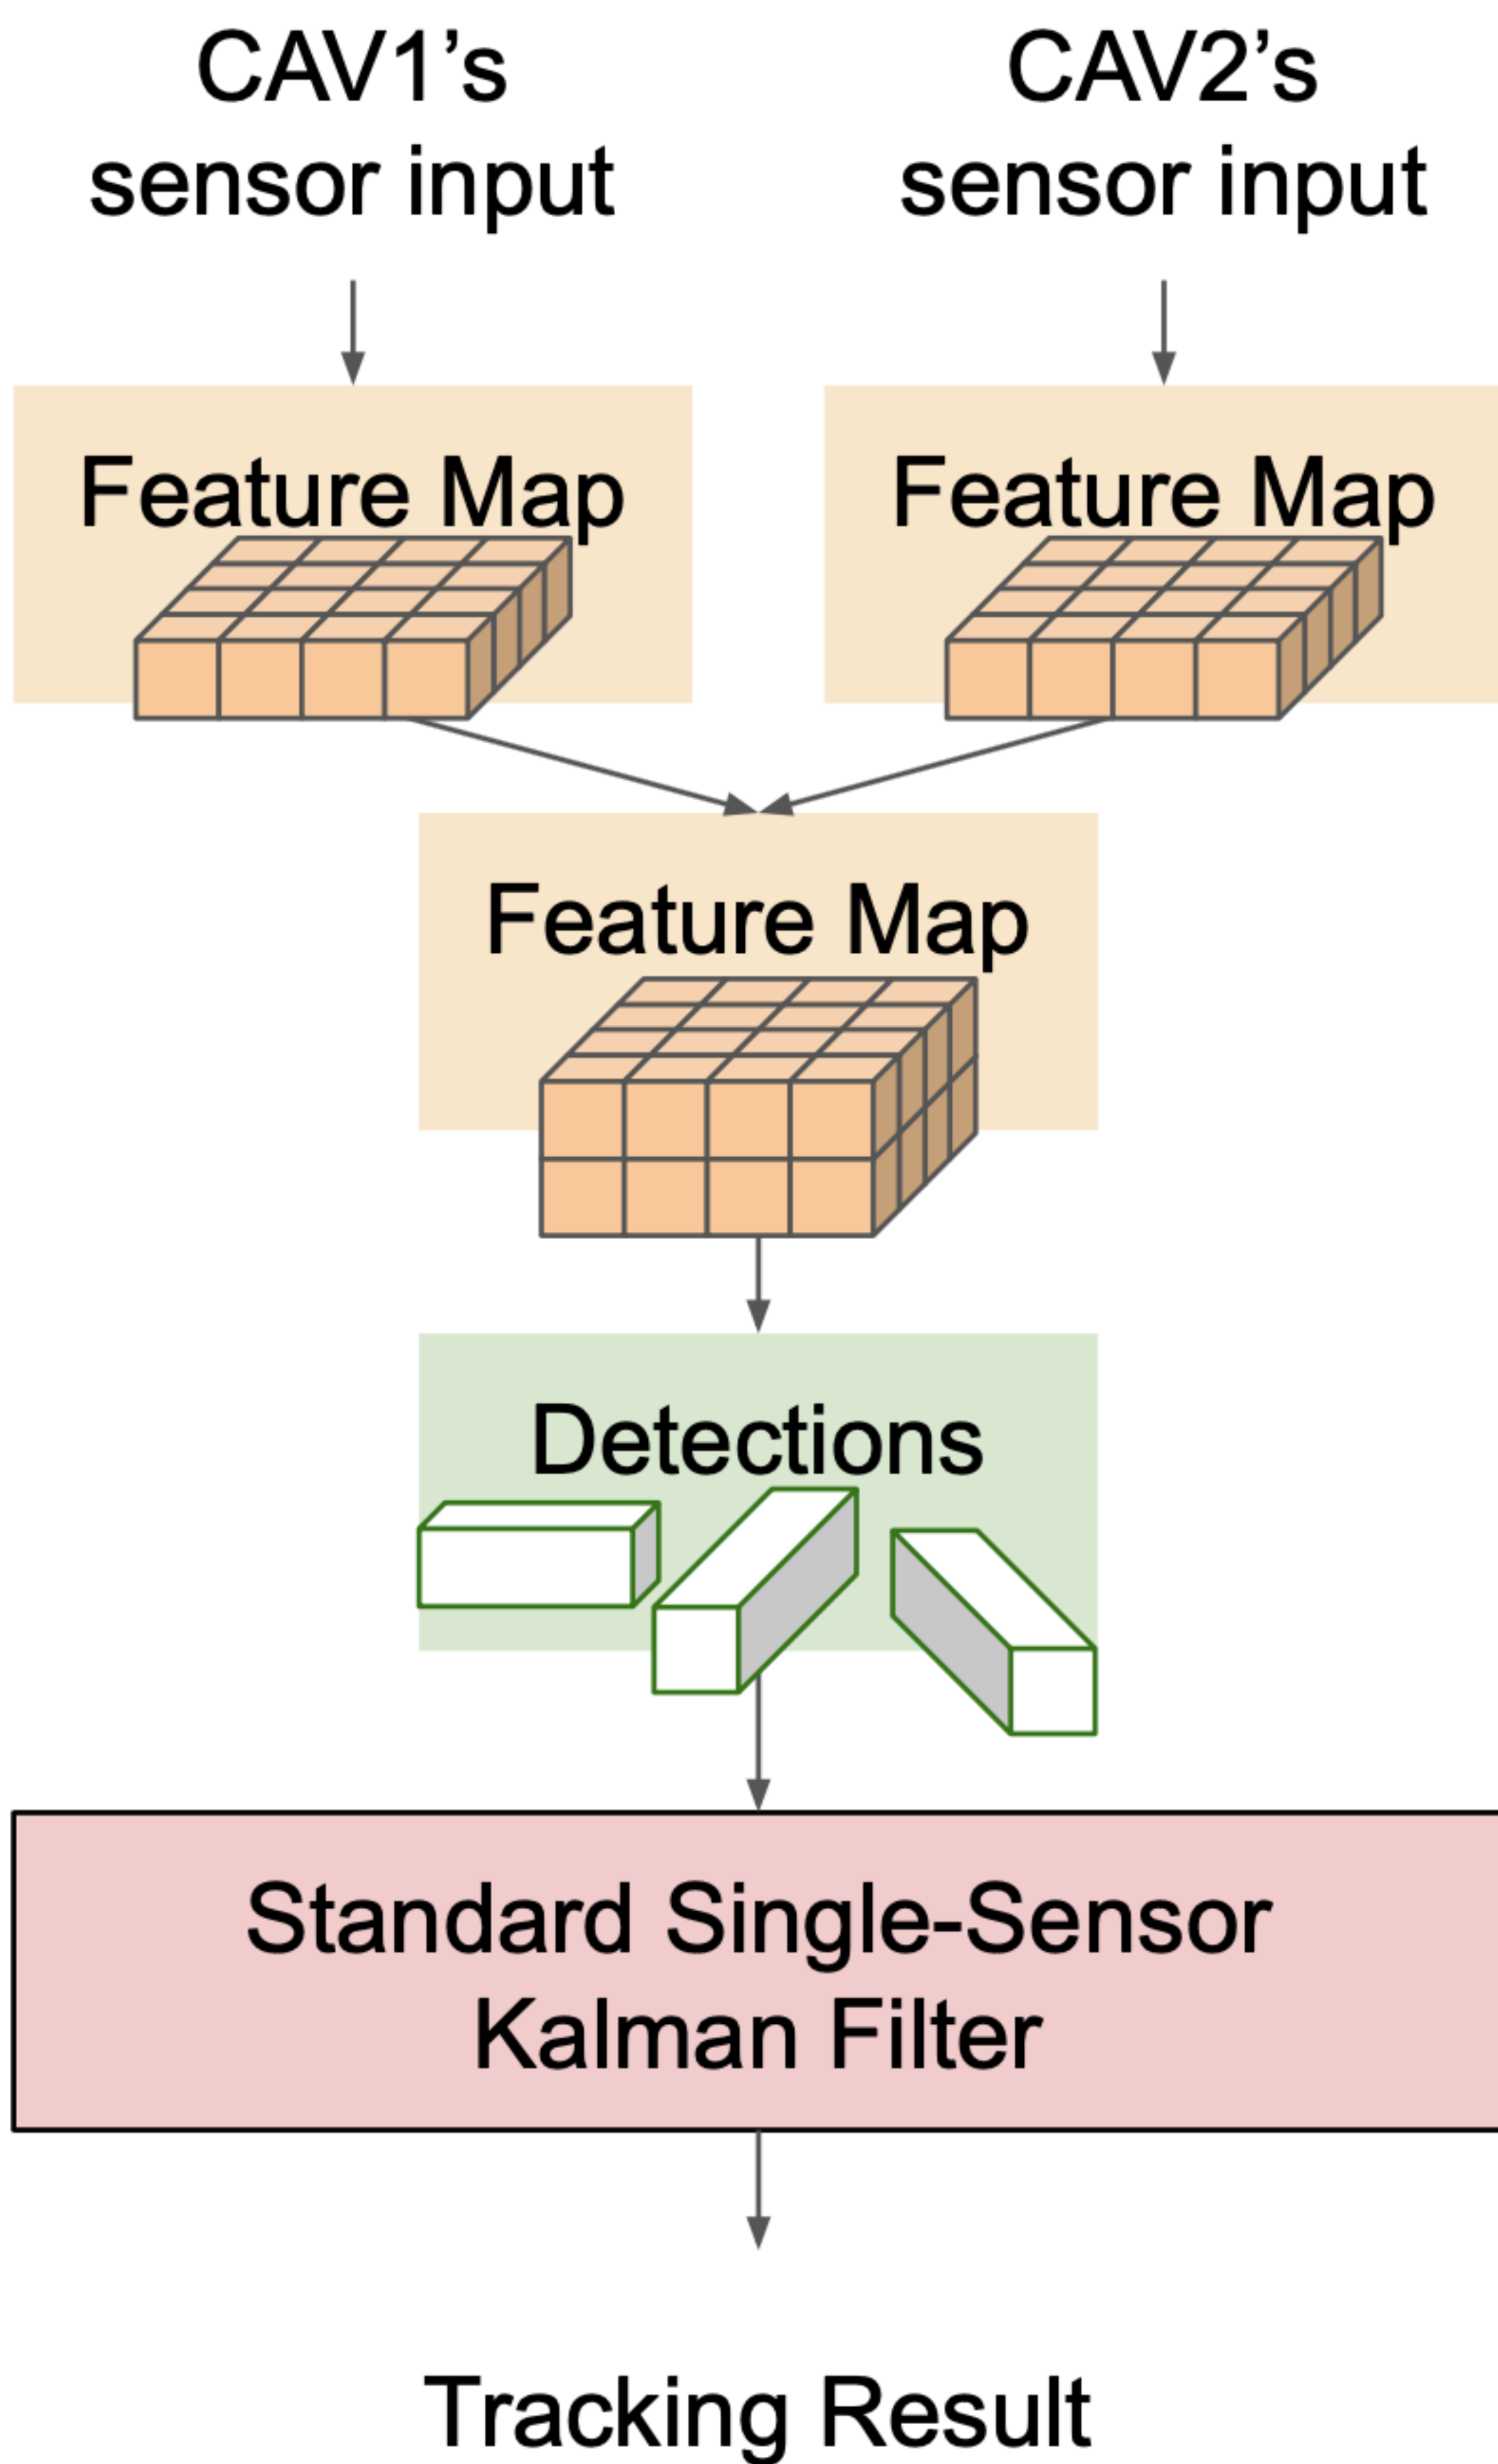 CAV1’s
sensor input
CAV2’s
sensor input
Feature Map
Feature Map
Feature Map
Detections
Standard Single-Sensor
Kalman Filter
Tracking Result